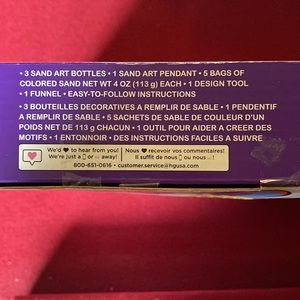 • 3 SAND ART BOTTLES • 1 SAND ART PENDANT • 5 BAGS OF
COLORED SAND NET WT 4 OZ (113 g) EACH • 1 DESIGN TOOL
• 1 FUNNEL • EASY-TO-FOLLOW INSTRUCTIONS
• 3 BOUTEILLES DECORATIVES A REMPLIR DE SABLE • 1 PENDENTIF
A REMPLIR DE SABLE • 5 SACHETS DE SABLE DE COULEUR D'UN
POIDS NET DE 113 g CHACUN • 1 OUTIL POUR AIDER A CREER DES
MOTIFS • 1 ENTONNOIR • DES INSTRUCTIONS FACILES A SUIVRE
We'd ♥ to hear from you!
We're just a or away!
Nous ♥ recevoir vos commentaires!
Il suffit de nous ou nous
800-651-0616 • customer.service@hgusa.com